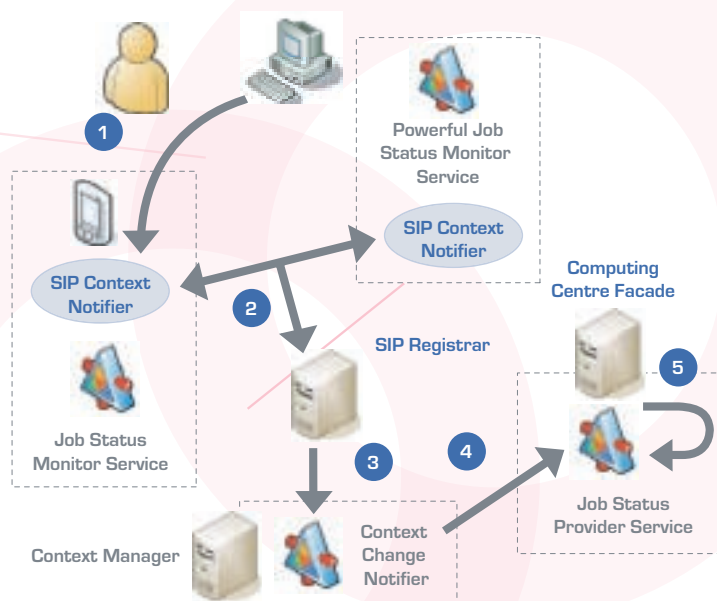 1
Powerful Job
Status Monitor
Service
SIP Context
Notifier
SIP Context
Notifier
2
Computing
Centre Facade
SIP Registrar
5
Job Status
Monitor Service
3
4
Job Status
Provider Service
Context Manager
Context
Change
Notifier